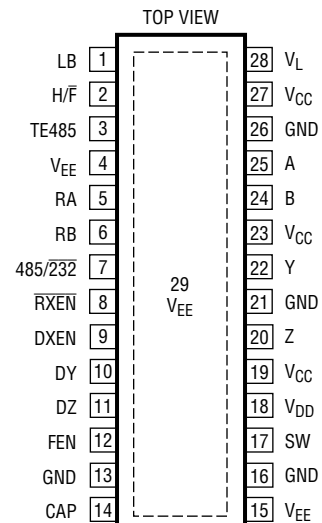 TOP VIEW
LB 1
H/F̅ 2
TE485 3
VEE 4
RA 5
RB 6
485/2̅3̅2̅ 7
R̅X̅E̅N̅ 8
DXEN 9
DY 10
DZ 11
FEN 12
GND 13
CAP 14
29
VEE
28 VL
27 VCC
26 GND
25 A
24 B
23 VCC
22 Y
21 GND
20 Z
19 VCC
18 VDD
17 SW
16 GND
15 VEE